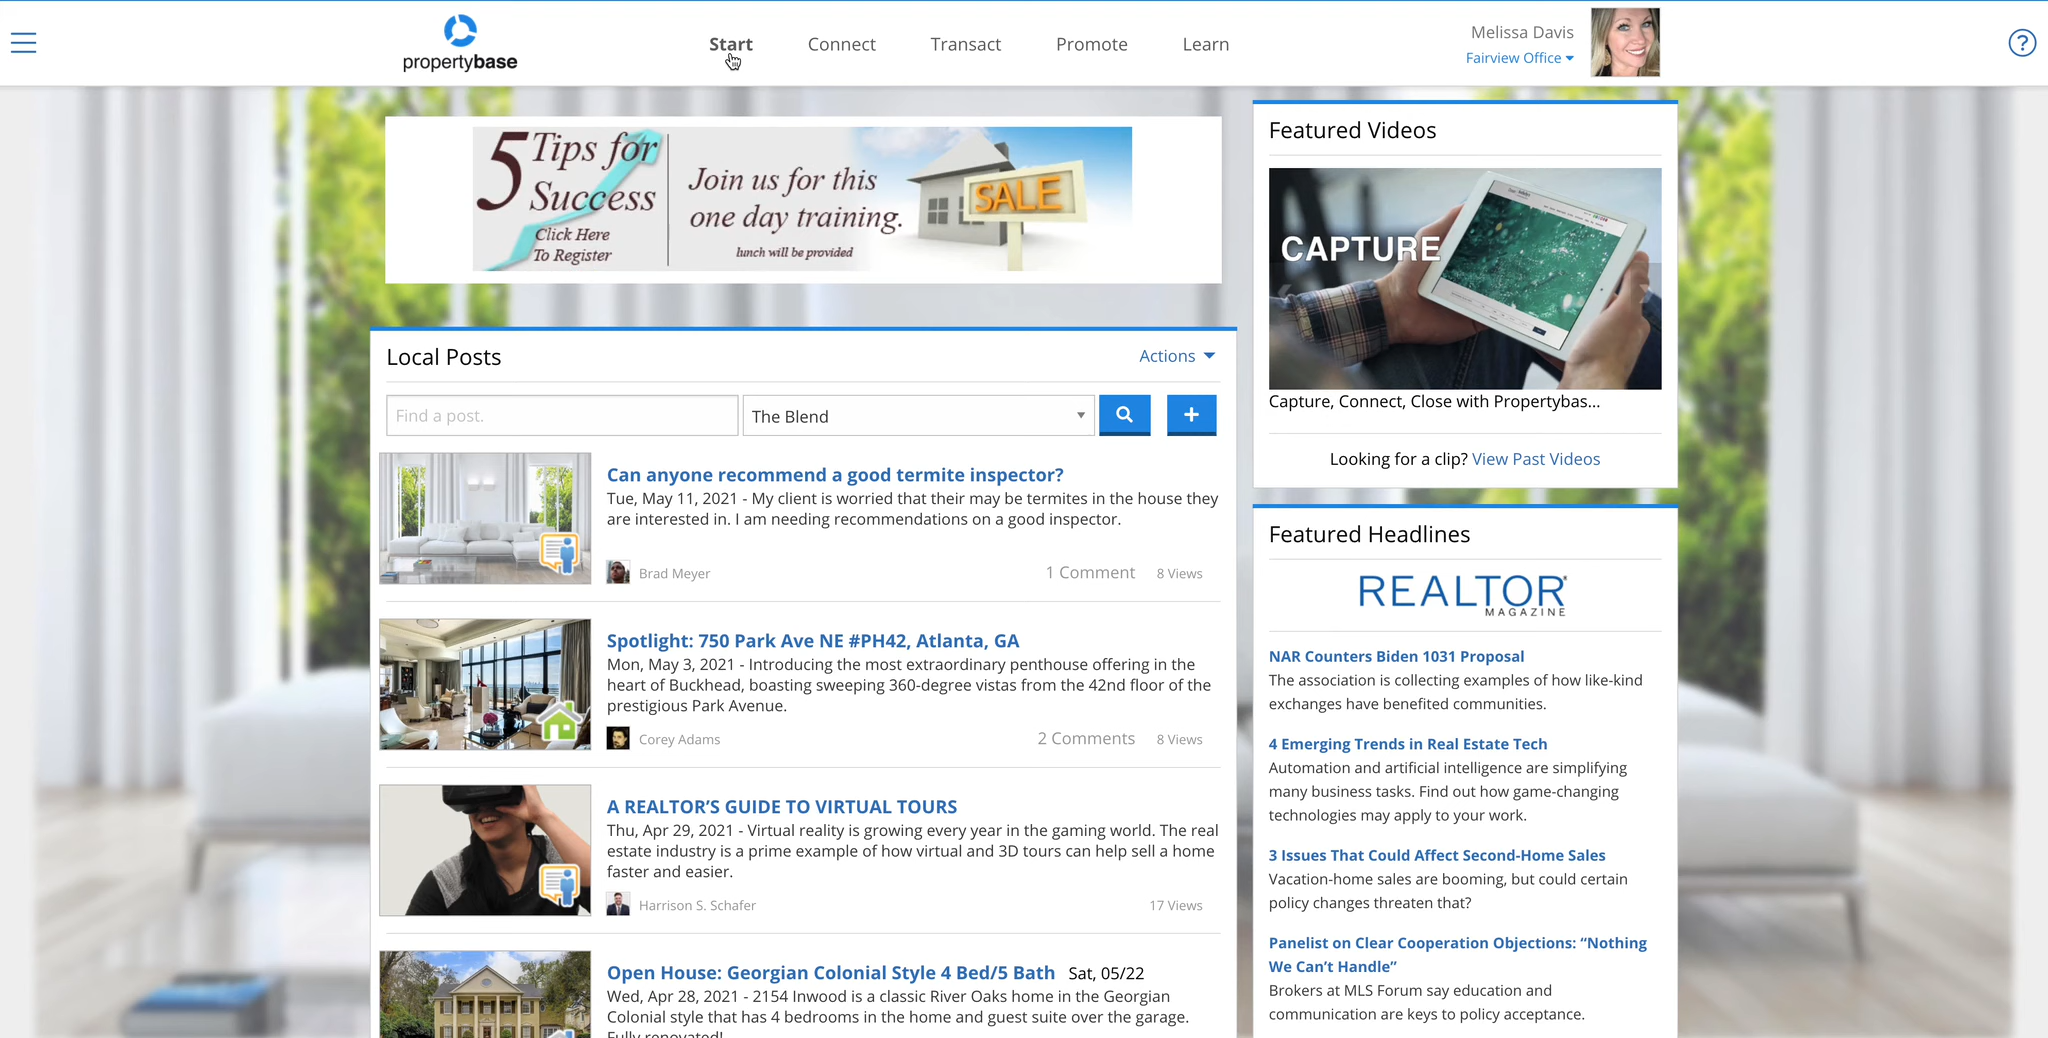 propertybase
Start
Connect
Transact
Promote
Learn
Melissa Davis
Fairview Office
?
5 Tips for
Success
Click Here
To Register
Join us for this
one day training.
lunch will be provided
SALE
Local Posts
Actions
Find a post.
The Blend
+
Can anyone recommend a good termite inspector?
Tue, May 11, 2021 - My client is worried that their may be termites in the house they
are interested in. I am needing recommendations on a good inspector.
Brad Meyer
1 Comment
8 Views
Spotlight: 750 Park Ave NE #PH42, Atlanta, GA
Mon, May 3, 2021 - Introducing the most extraordinary penthouse offering in the
heart of Buckhead, boasting sweeping 360-degree vistas from the 42nd floor of the
prestigious Park Avenue.
Corey Adams
2 Comments
8 Views
A REALTOR’S GUIDE TO VIRTUAL TOURS
Thu, Apr 29, 2021 - Virtual reality is growing every year in the gaming world. The real
estate industry is a prime example of how virtual and 3D tours can help sell a home
faster and easier.
Harrison S. Schafer
17 Views
Open House: Georgian Colonial Style 4 Bed/5 Bath Sat, 05/22
Wed, Apr 28, 2021 - 2154 Inwood is a classic River Oaks home in the Georgian
Colonial style that has 4 bedrooms in the home and guest suite over the garage.
Fully renovated!
Featured Videos
CAPTURE
Capture, Connect, Close with Propertybas...
Looking for a clip? View Past Videos
Featured Headlines
REALTOR®
MAGAZINE
NAR Counters Biden 1031 Proposal
The association is collecting examples of how like-kind
exchanges have benefited communities.
4 Emerging Trends in Real Estate Tech
Automation and artificial intelligence are simplifying
many business tasks. Find out how game-changing
technologies may apply to your work.
3 Issues That Could Affect Second-Home Sales
Vacation-home sales are booming, but could certain
policy changes threaten that?
Panelist on Clear Cooperation Objections: “Nothing
We Can’t Handle”
Brokers at MLS Forum say education and
communication are keys to policy acceptance.